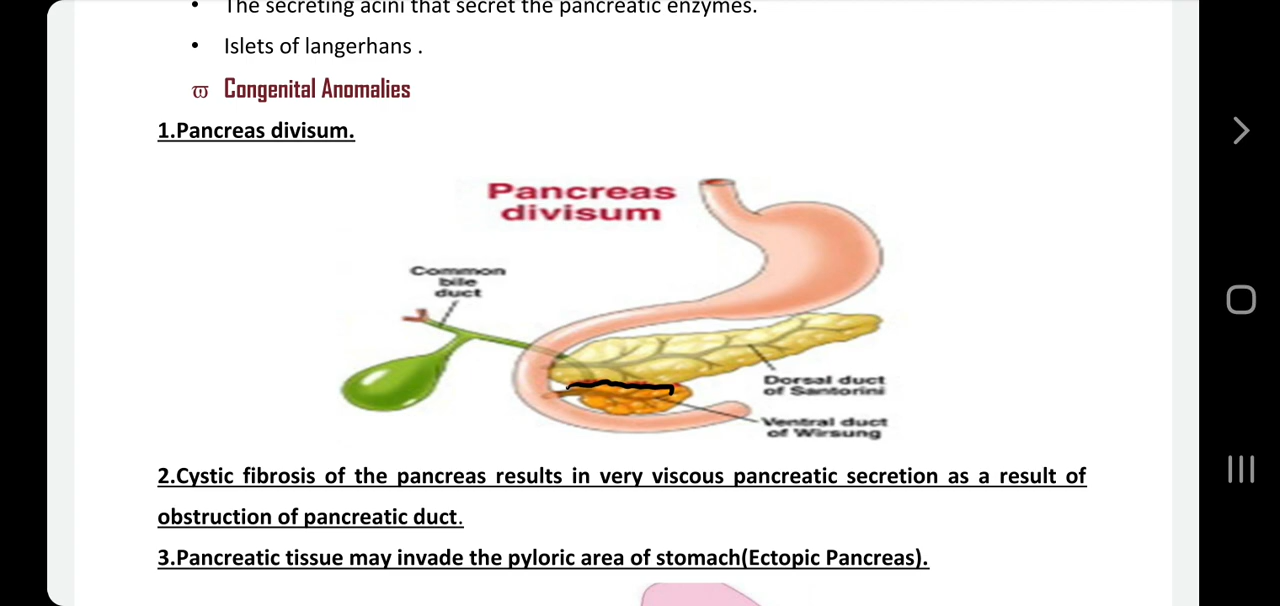 • The secreting acini that secret the pancreatic enzymes.
• Islets of langerhans .
ϖ Congenital Anomalies
1.Pancreas divisum.
Pancreas
divisum
Common
bile
duct
Dorsal duct
of Santorini
Ventral duct
of Wirsung
2.Cystic fibrosis of the pancreas results in very viscous pancreatic secretion as a result of
obstruction of pancreatic duct.
3.Pancreatic tissue may invade the pyloric area of stomach(Ectopic Pancreas).